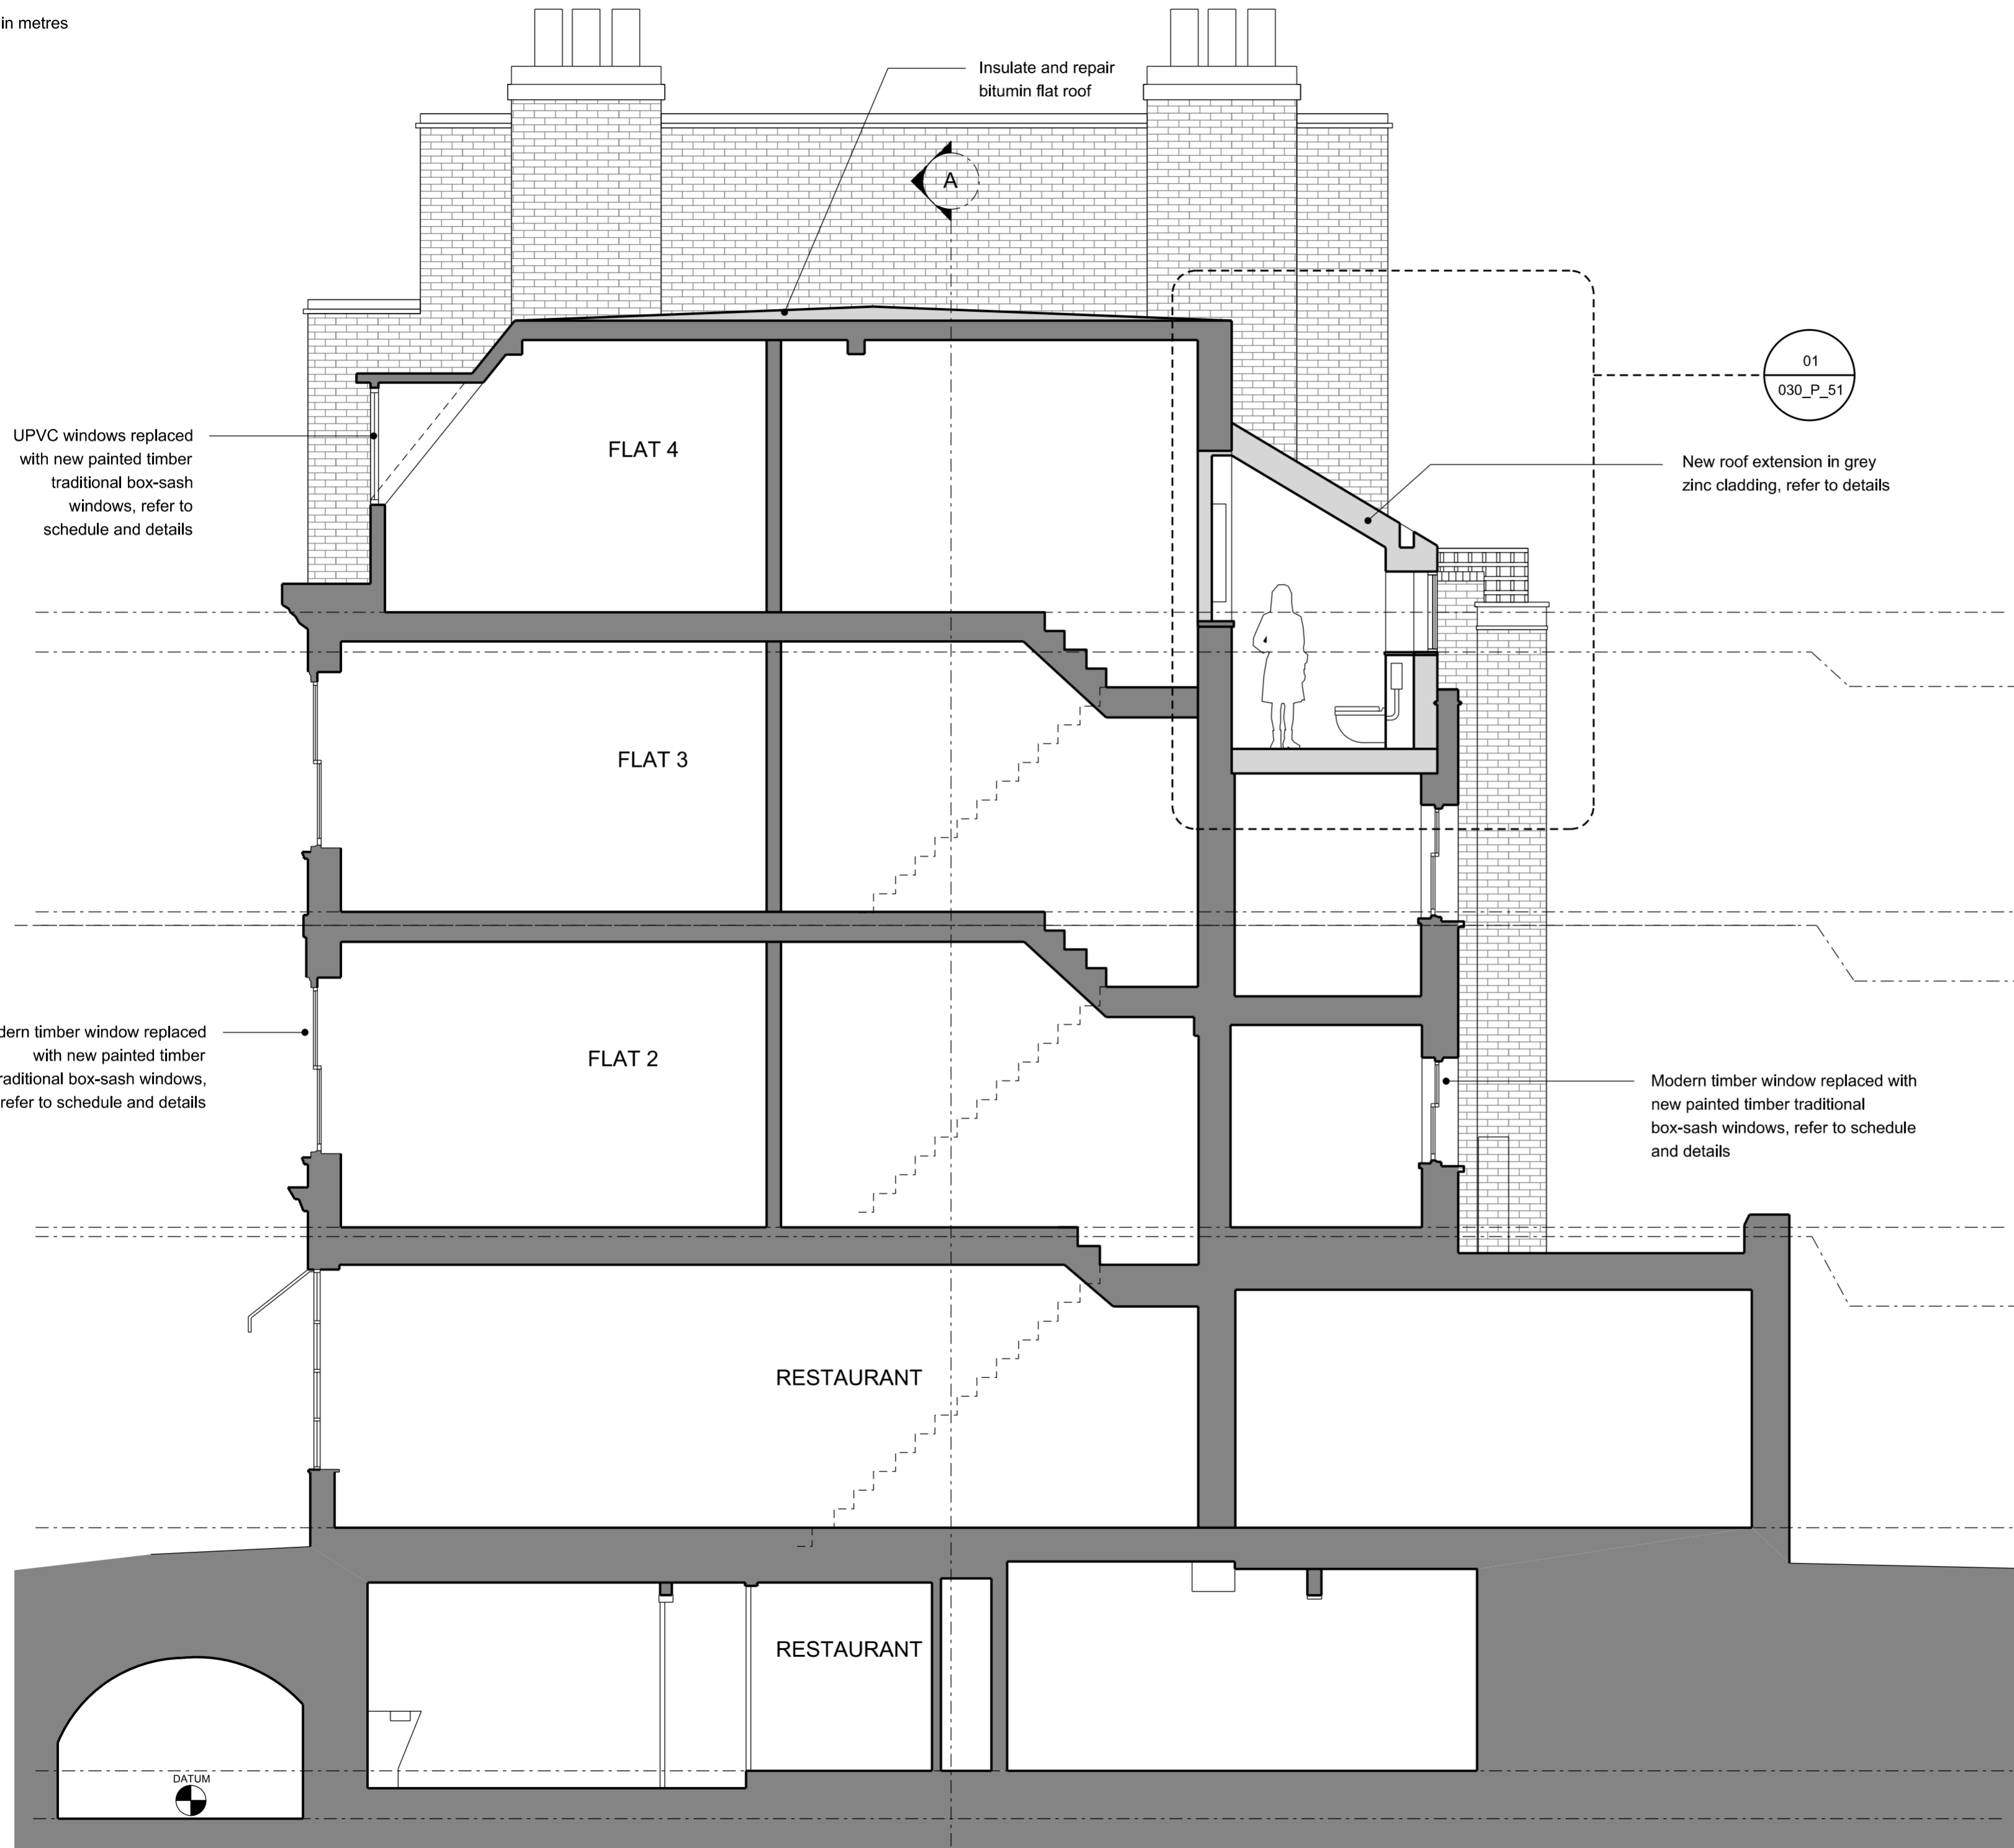 in metres
Insulate and repair
bitumin flat roof
A
01
030_P_51
UPVC windows replaced
with new painted timber
traditional box-sash
windows, refer to
schedule and details
FLAT 4
New roof extension in grey
zinc cladding, refer to details
FLAT 3
FLAT 2
timber window replaced
with new painted timber
box-sash windows,
refer to schedule and details
Modern timber window replaced with
new painted timber traditional
box-sash windows, refer to schedule
and details
RESTAURANT
RESTAURANT
DATUM